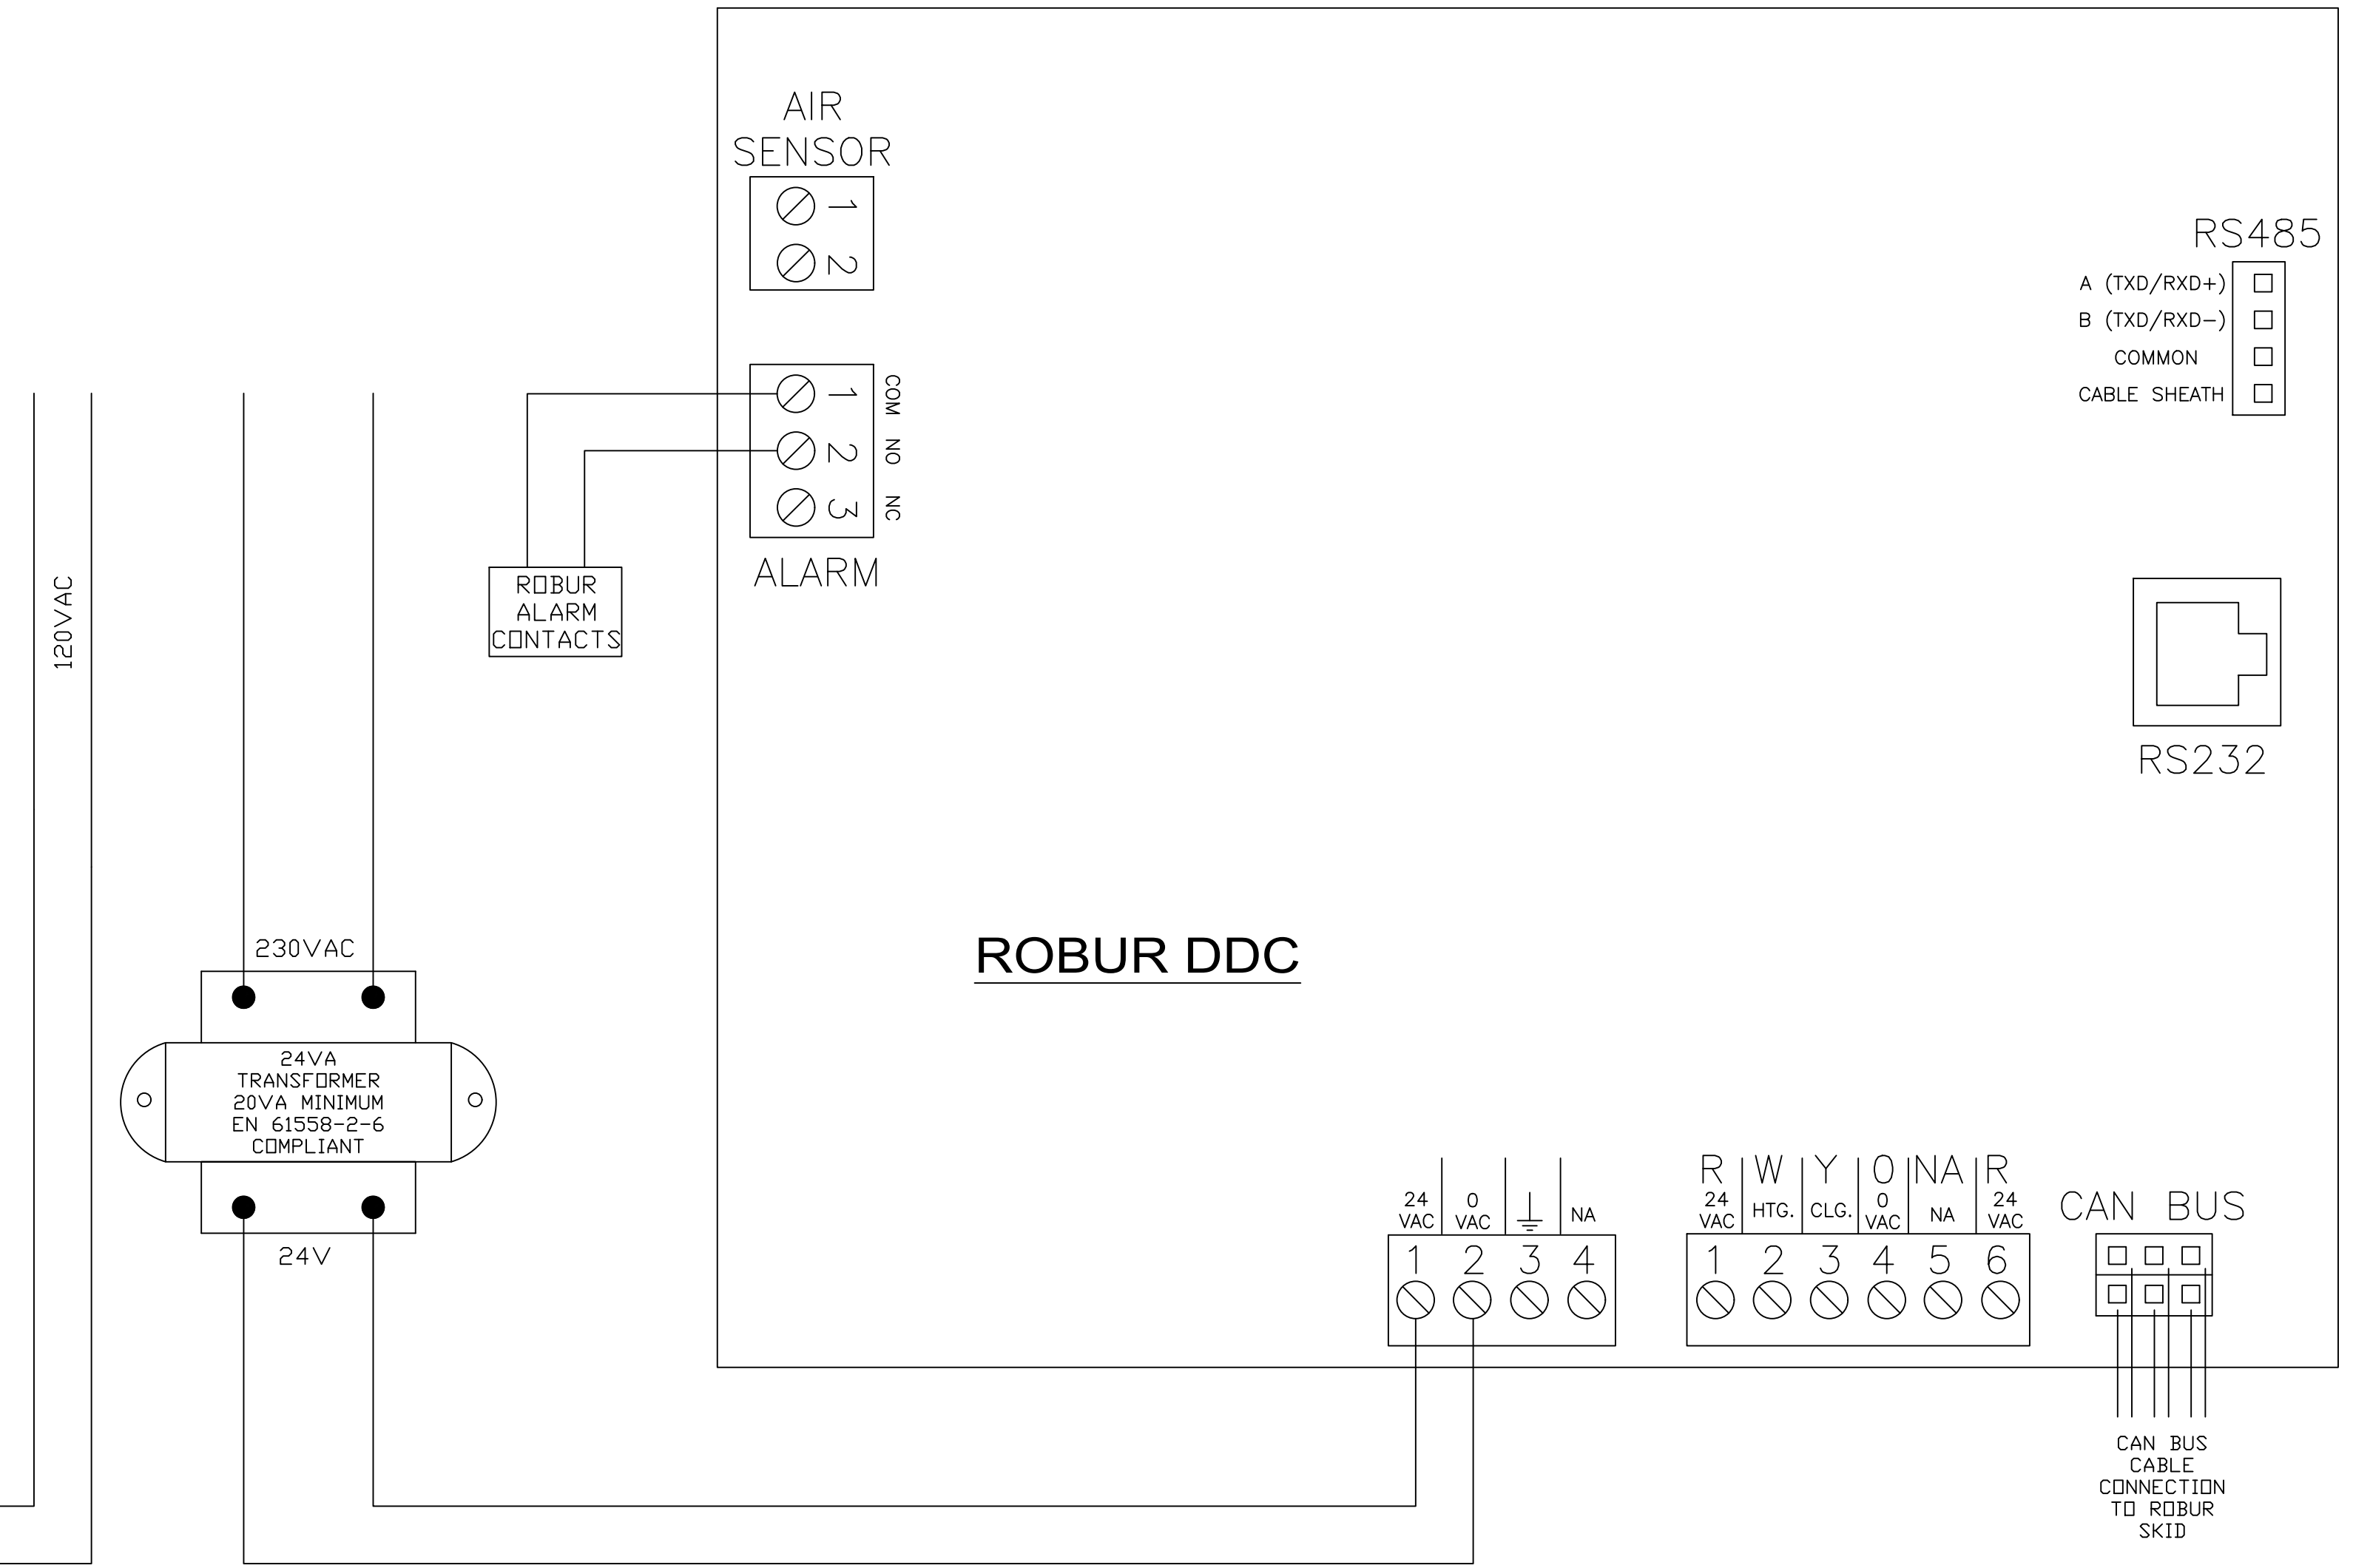 AIR
SENSOR
1
2
1 COM
2 NO
3 NC
ALARM
ROBUR
ALARM
CONTACTS
120VAC
230VAC
24VA
TRANSFORMER
20VA MINIMUM
EN 61558-2-6
COMPLIANT
24V
RS485
A (TXD/RXD+)
B (TXD/RXD-)
COMMON
CABLE SHEATH
RS232
ROBUR DDC
24 VAC
0 VAC
NA
1 2 3 4
R W Y 0 NA R
24 VAC
HTG.
CLG.
0 VAC
NA
24 VAC
1 2 3 4 5 6
CAN BUS
CAN BUS
CABLE
CONNECTION
TO ROBUR
SKID